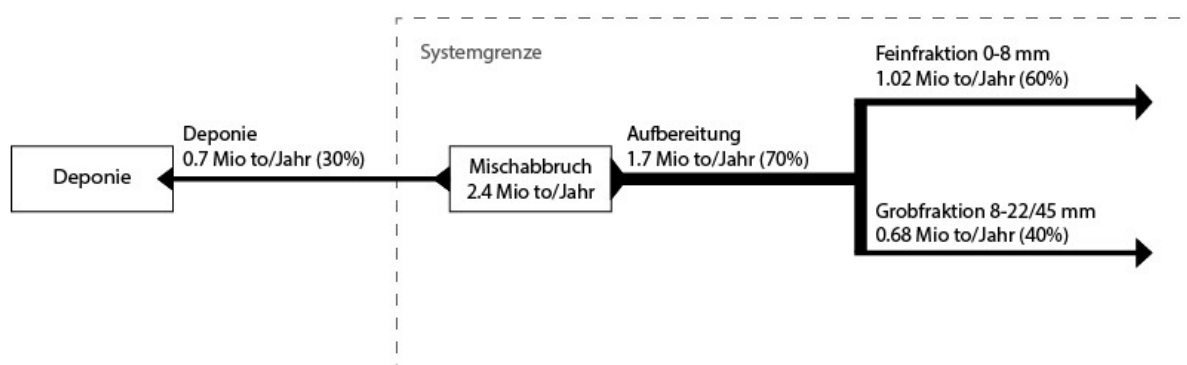 Systemgrenze
Deponie
Deponie
0.7 Mio to/Jahr (30%)
Mischabbruch
2.4 Mio to/Jahr
Aufbereitung
1.7 Mio to/Jahr (70%)
Feinfraktion 0-8 mm
1.02 Mio to/Jahr (60%)
Grobfraktion 8-22/45 mm
0.68 Mio to/Jahr (40%)